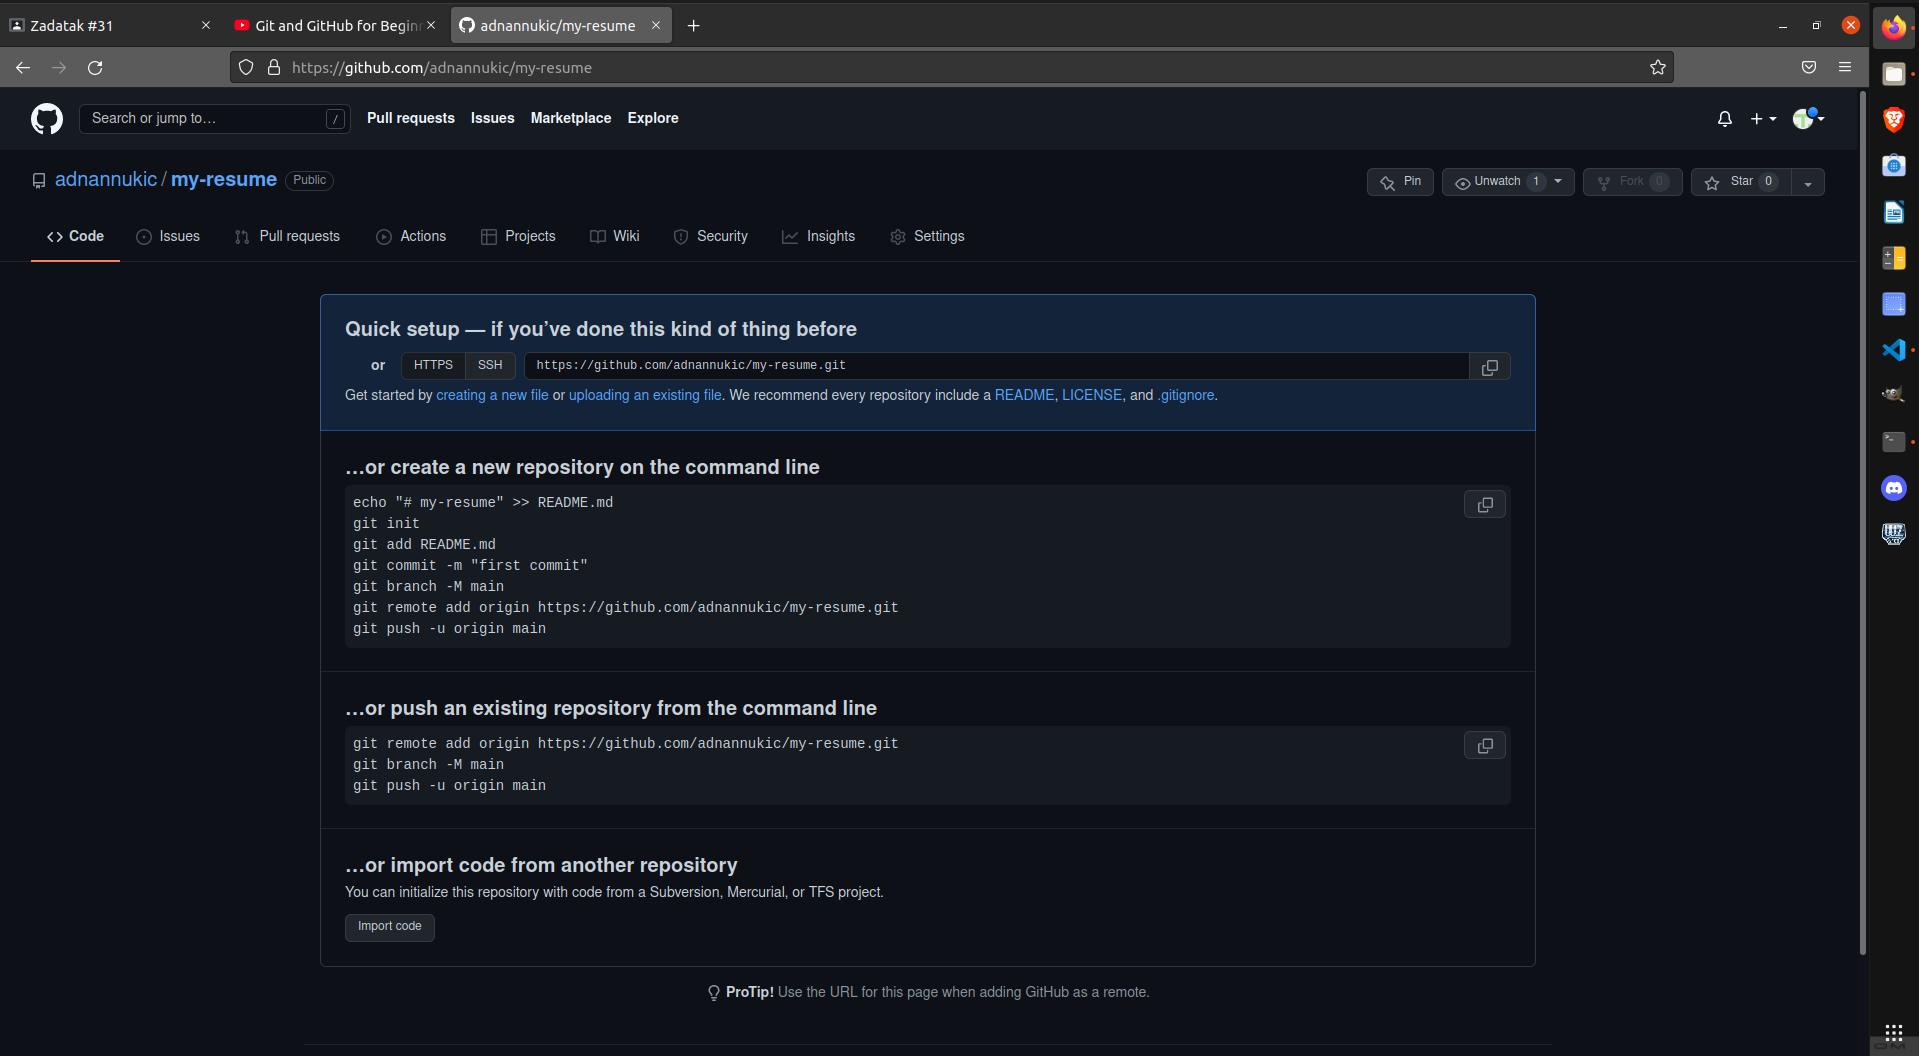 Zadatak #31
Git and GitHub for Begin
adnannukic/my-resume
https://github.com/adnannukic/my-resume
Search or jump to…
/
Pull requests
Issues
Marketplace
Explore
adnannukic / my-resume
Public
Pin
Unwatch 1
Fork 0
Star 0
Code
Issues
Pull requests
Actions
Projects
Wiki
Security
Insights
Settings
Quick setup — if you’ve done this kind of thing before
or
HTTPS
SSH
https://github.com/adnannukic/my-resume.git
Get started by creating a new file or uploading an existing file. We recommend every repository include a README, LICENSE, and .gitignore.
…or create a new repository on the command line
echo "# my-resume" >> README.md
git init
git add README.md
git commit -m "first commit"
git branch -M main
git remote add origin https://github.com/adnannukic/my-resume.git
git push -u origin main
…or push an existing repository from the command line
git remote add origin https://github.com/adnannukic/my-resume.git
git branch -M main
git push -u origin main
…or import code from another repository
You can initialize this repository with code from a Subversion, Mercurial, or TFS project.
Import code
ProTip! Use the URL for this page when adding GitHub as a remote.